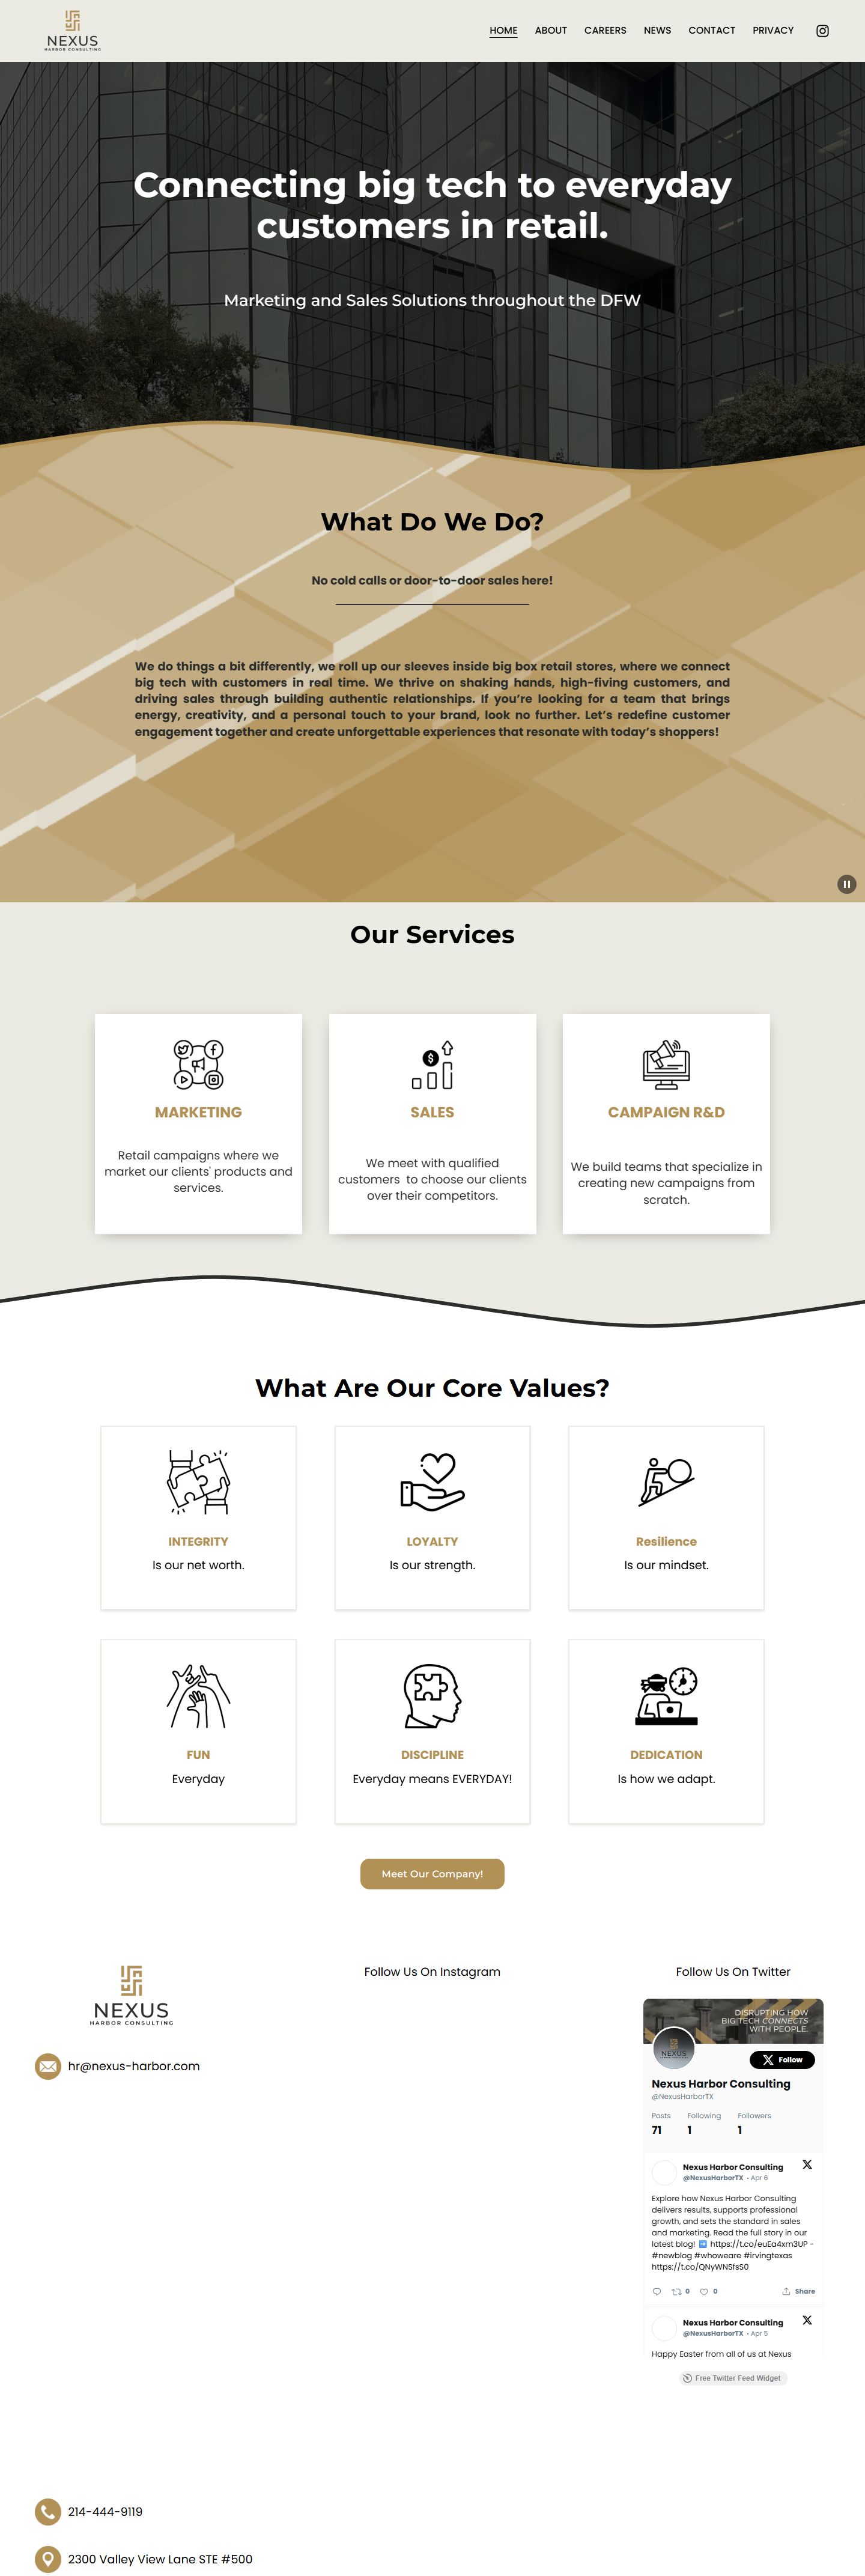 NEXUS
HARBOR CONSULTING
HOME ABOUT CAREERS NEWS CONTACT PRIVACY
Connecting big tech to everyday
customers in retail.
Marketing and Sales Solutions throughout the DFW
What Do We Do?
No cold calls or door-to-door sales here!
We do things a bit differently, we roll up our sleeves inside big box retail stores, where we connect
big tech with customers in real time. We thrive on shaking hands, high-fiving customers, and
driving sales through building authentic relationships. If you're looking for a team that brings
energy, creativity, and a personal touch to your brand, look no further. Let's redefine customer
engagement together and create unforgettable experiences that resonate with today's shoppers!
Our Services
MARKETING
Retail campaigns where we
market our clients' products and
services.
SALES
We meet with qualified
customers to choose our clients
over their competitors.
CAMPAIGN R&D
We build teams that specialize in
creating new campaigns from
scratch.
What Are Our Core Values?
INTEGRITY
Is our net worth.
LOYALTY
Is our strength.
Resilience
Is our mindset.
FUN
Everyday
DISCIPLINE
Everyday means EVERYDAY!
DEDICATION
Is how we adapt.
Meet Our Company!
NEXUS
HARBOR CONSULTING
hr@nexus-harbor.com
Follow Us On Instagram
Follow Us On Twitter
DISRUPTING HOW
BIG TECH CONNECTS
WITH PEOPLE.
NEXUS
Follow
Nexus Harbor Consulting
@NexusHarborTX
Posts Following Followers
71 1 1
Nexus Harbor Consulting
@NexusHarborTX • Apr 6
Explore how Nexus Harbor Consulting
delivers results, supports professional
growth, and sets the standard in sales
and marketing. Read the full story in our
latest blog! ➡️ https://t.co/euEa4xm3UP -
#newblog #whoweare #irvingtexas
https://t.co/QNyWNSfsS0
0 0 Share
Nexus Harbor Consulting
@NexusHarborTX • Apr 5
Happy Easter from all of us at Nexus
Free Twitter Feed Widget
214-444-9119
2300 Valley View Lane STE #500